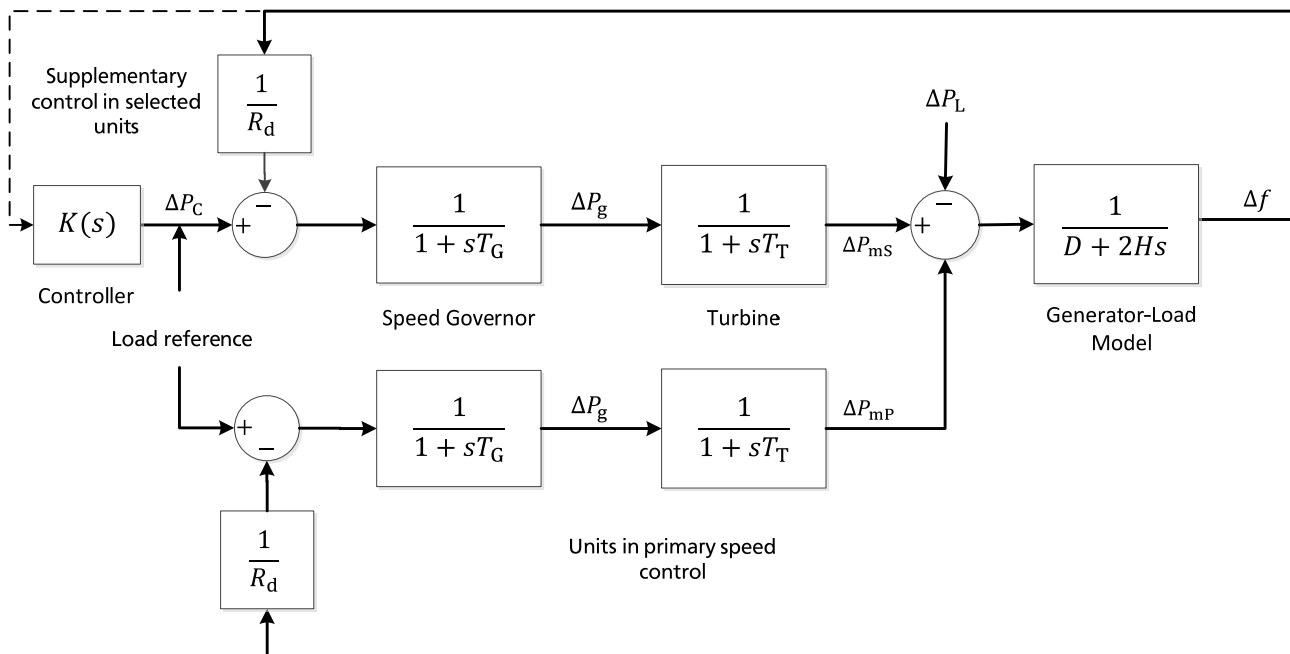 Supplementary
control in selected
units
1
R_d
ΔP_L
K(s)
ΔP_C
−
+
1
1 + sT_G
ΔP_g
1
1 + sT_T
ΔP_mS
−
+
1
D + 2Hs
Δf
Controller
Speed Governor
Turbine
Generator-Load
Model
Load reference
+
−
1
1 + sT_G
ΔP_g
1
1 + sT_T
ΔP_mP
1
R_d
Units in primary speed
control